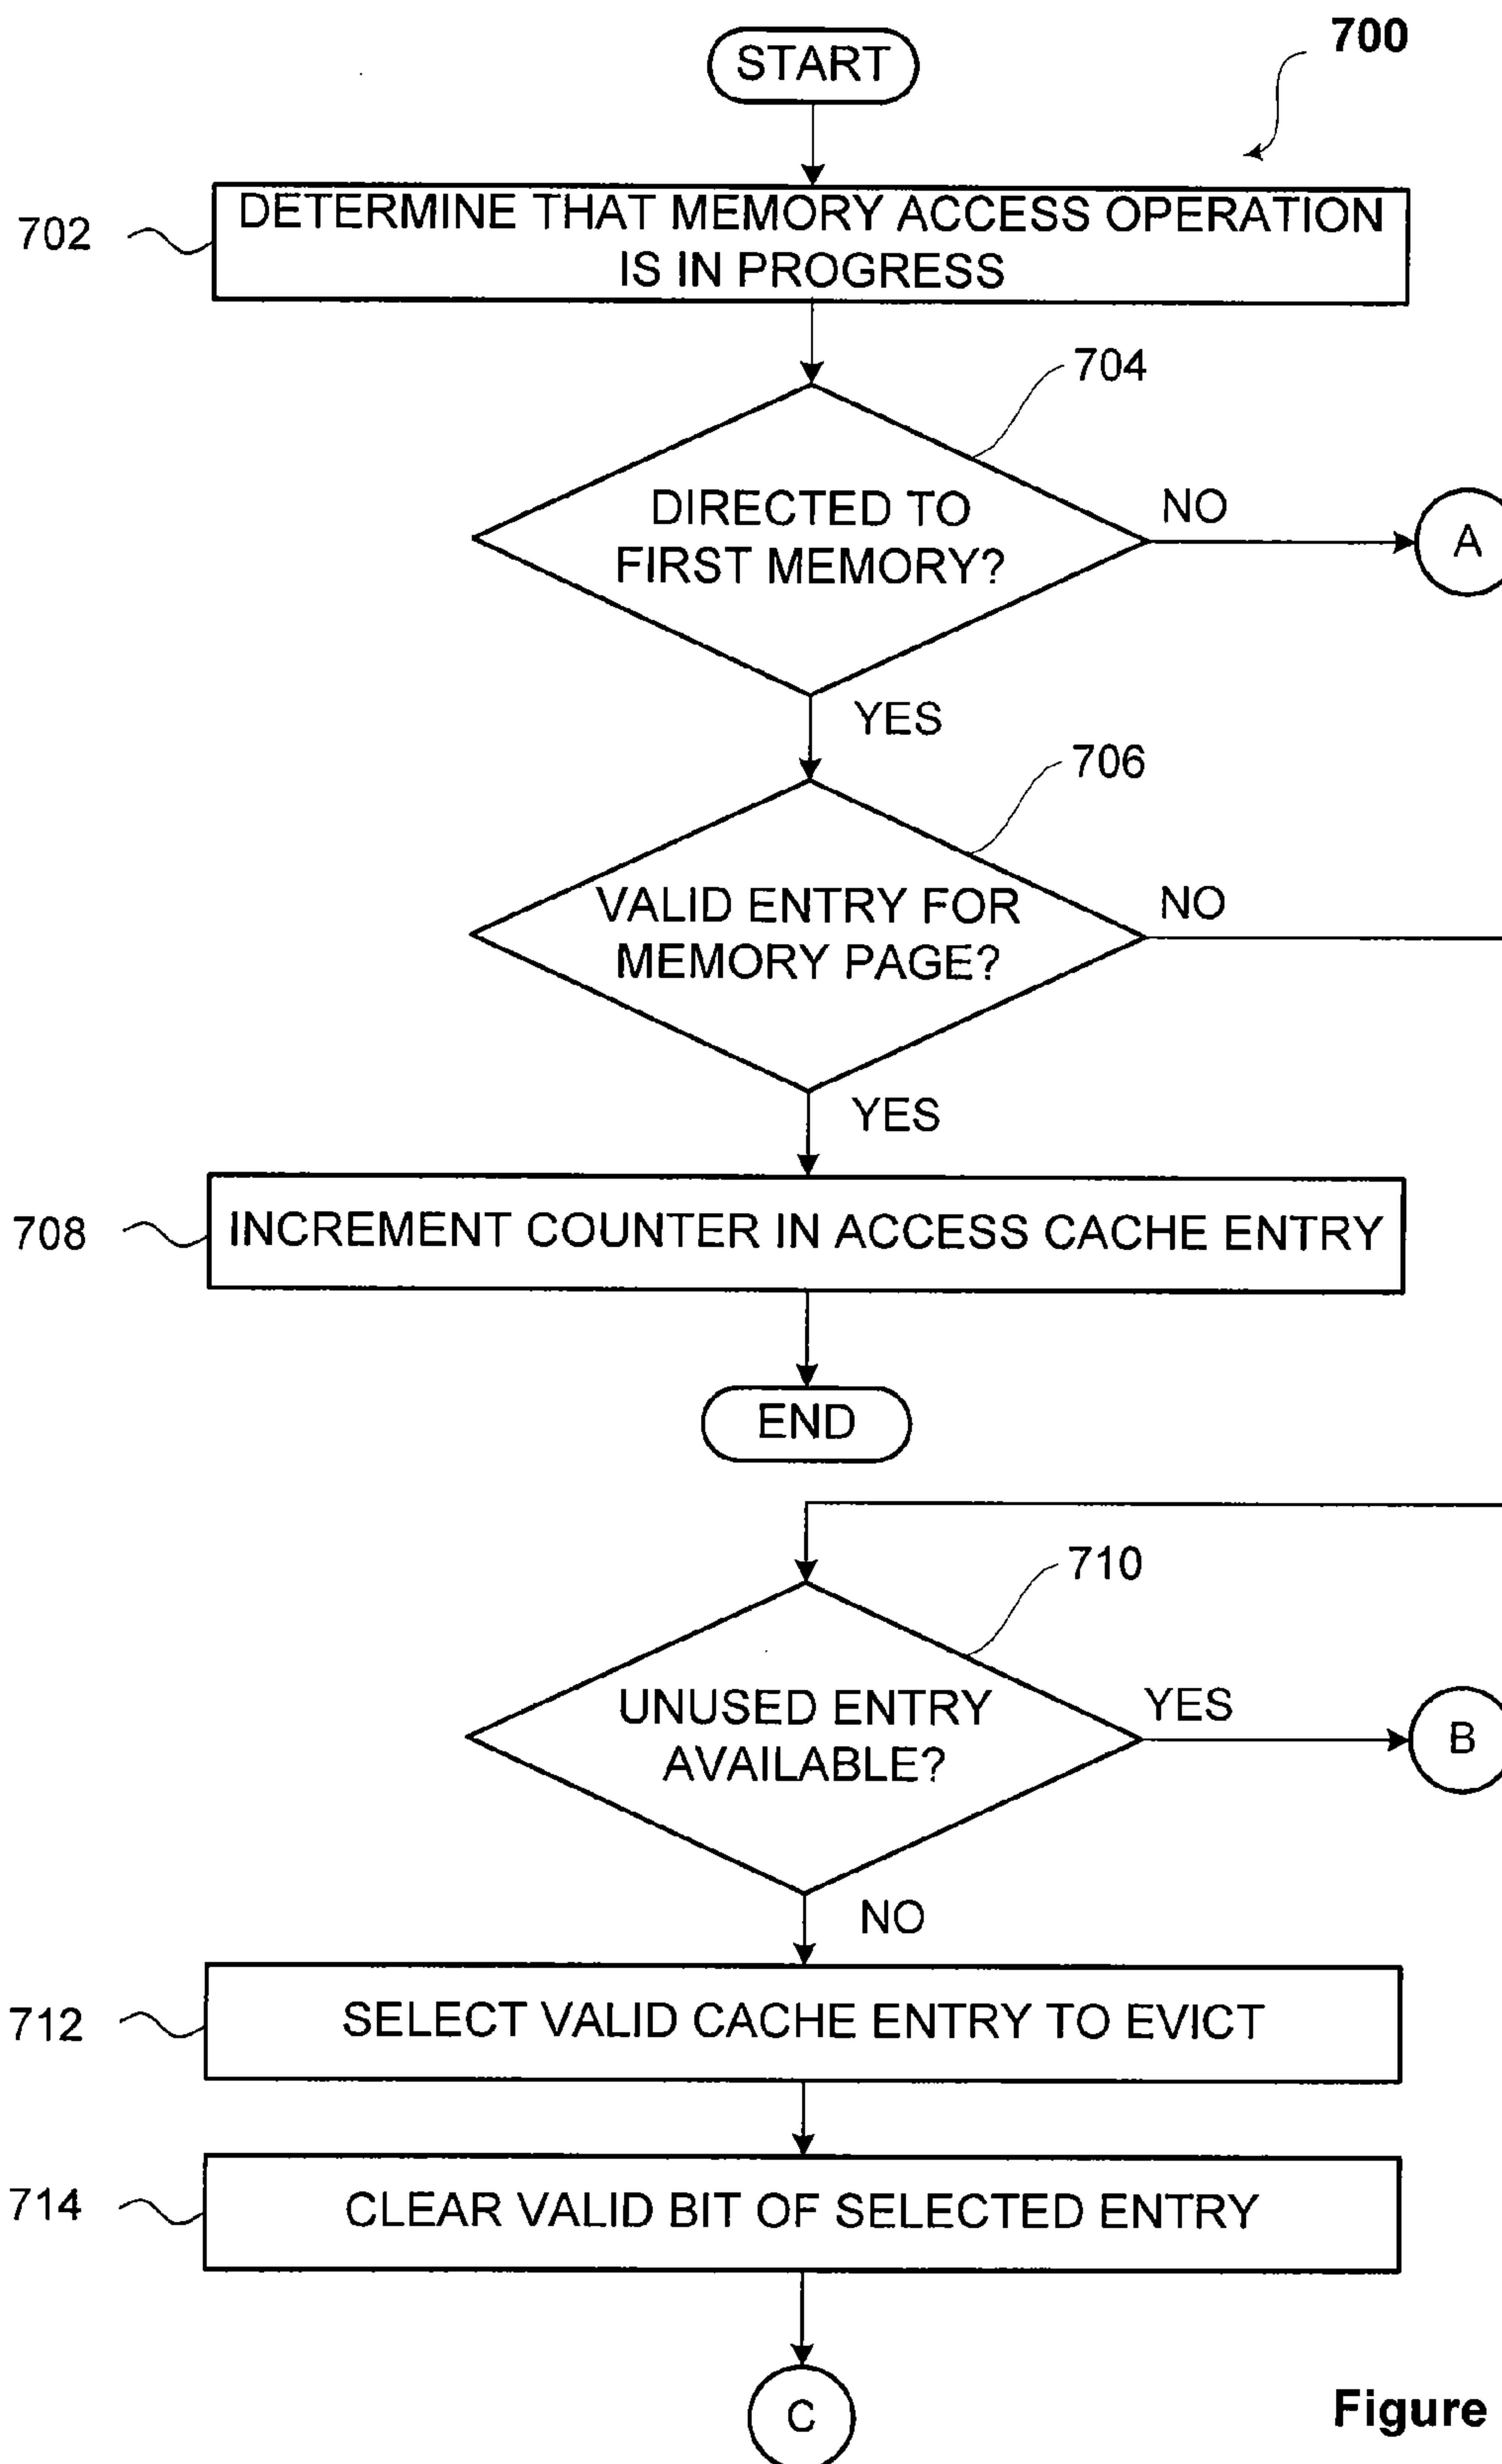 START
700
702
DETERMINE THAT MEMORY ACCESS OPERATION
IS IN PROGRESS
704
DIRECTED TO
FIRST MEMORY?
NO
A
YES
706
VALID ENTRY FOR
MEMORY PAGE?
NO
YES
708
INCREMENT COUNTER IN ACCESS CACHE ENTRY
END
710
UNUSED ENTRY
AVAILABLE?
YES
B
NO
712
SELECT VALID CACHE ENTRY TO EVICT
714
CLEAR VALID BIT OF SELECTED ENTRY
C
Figure